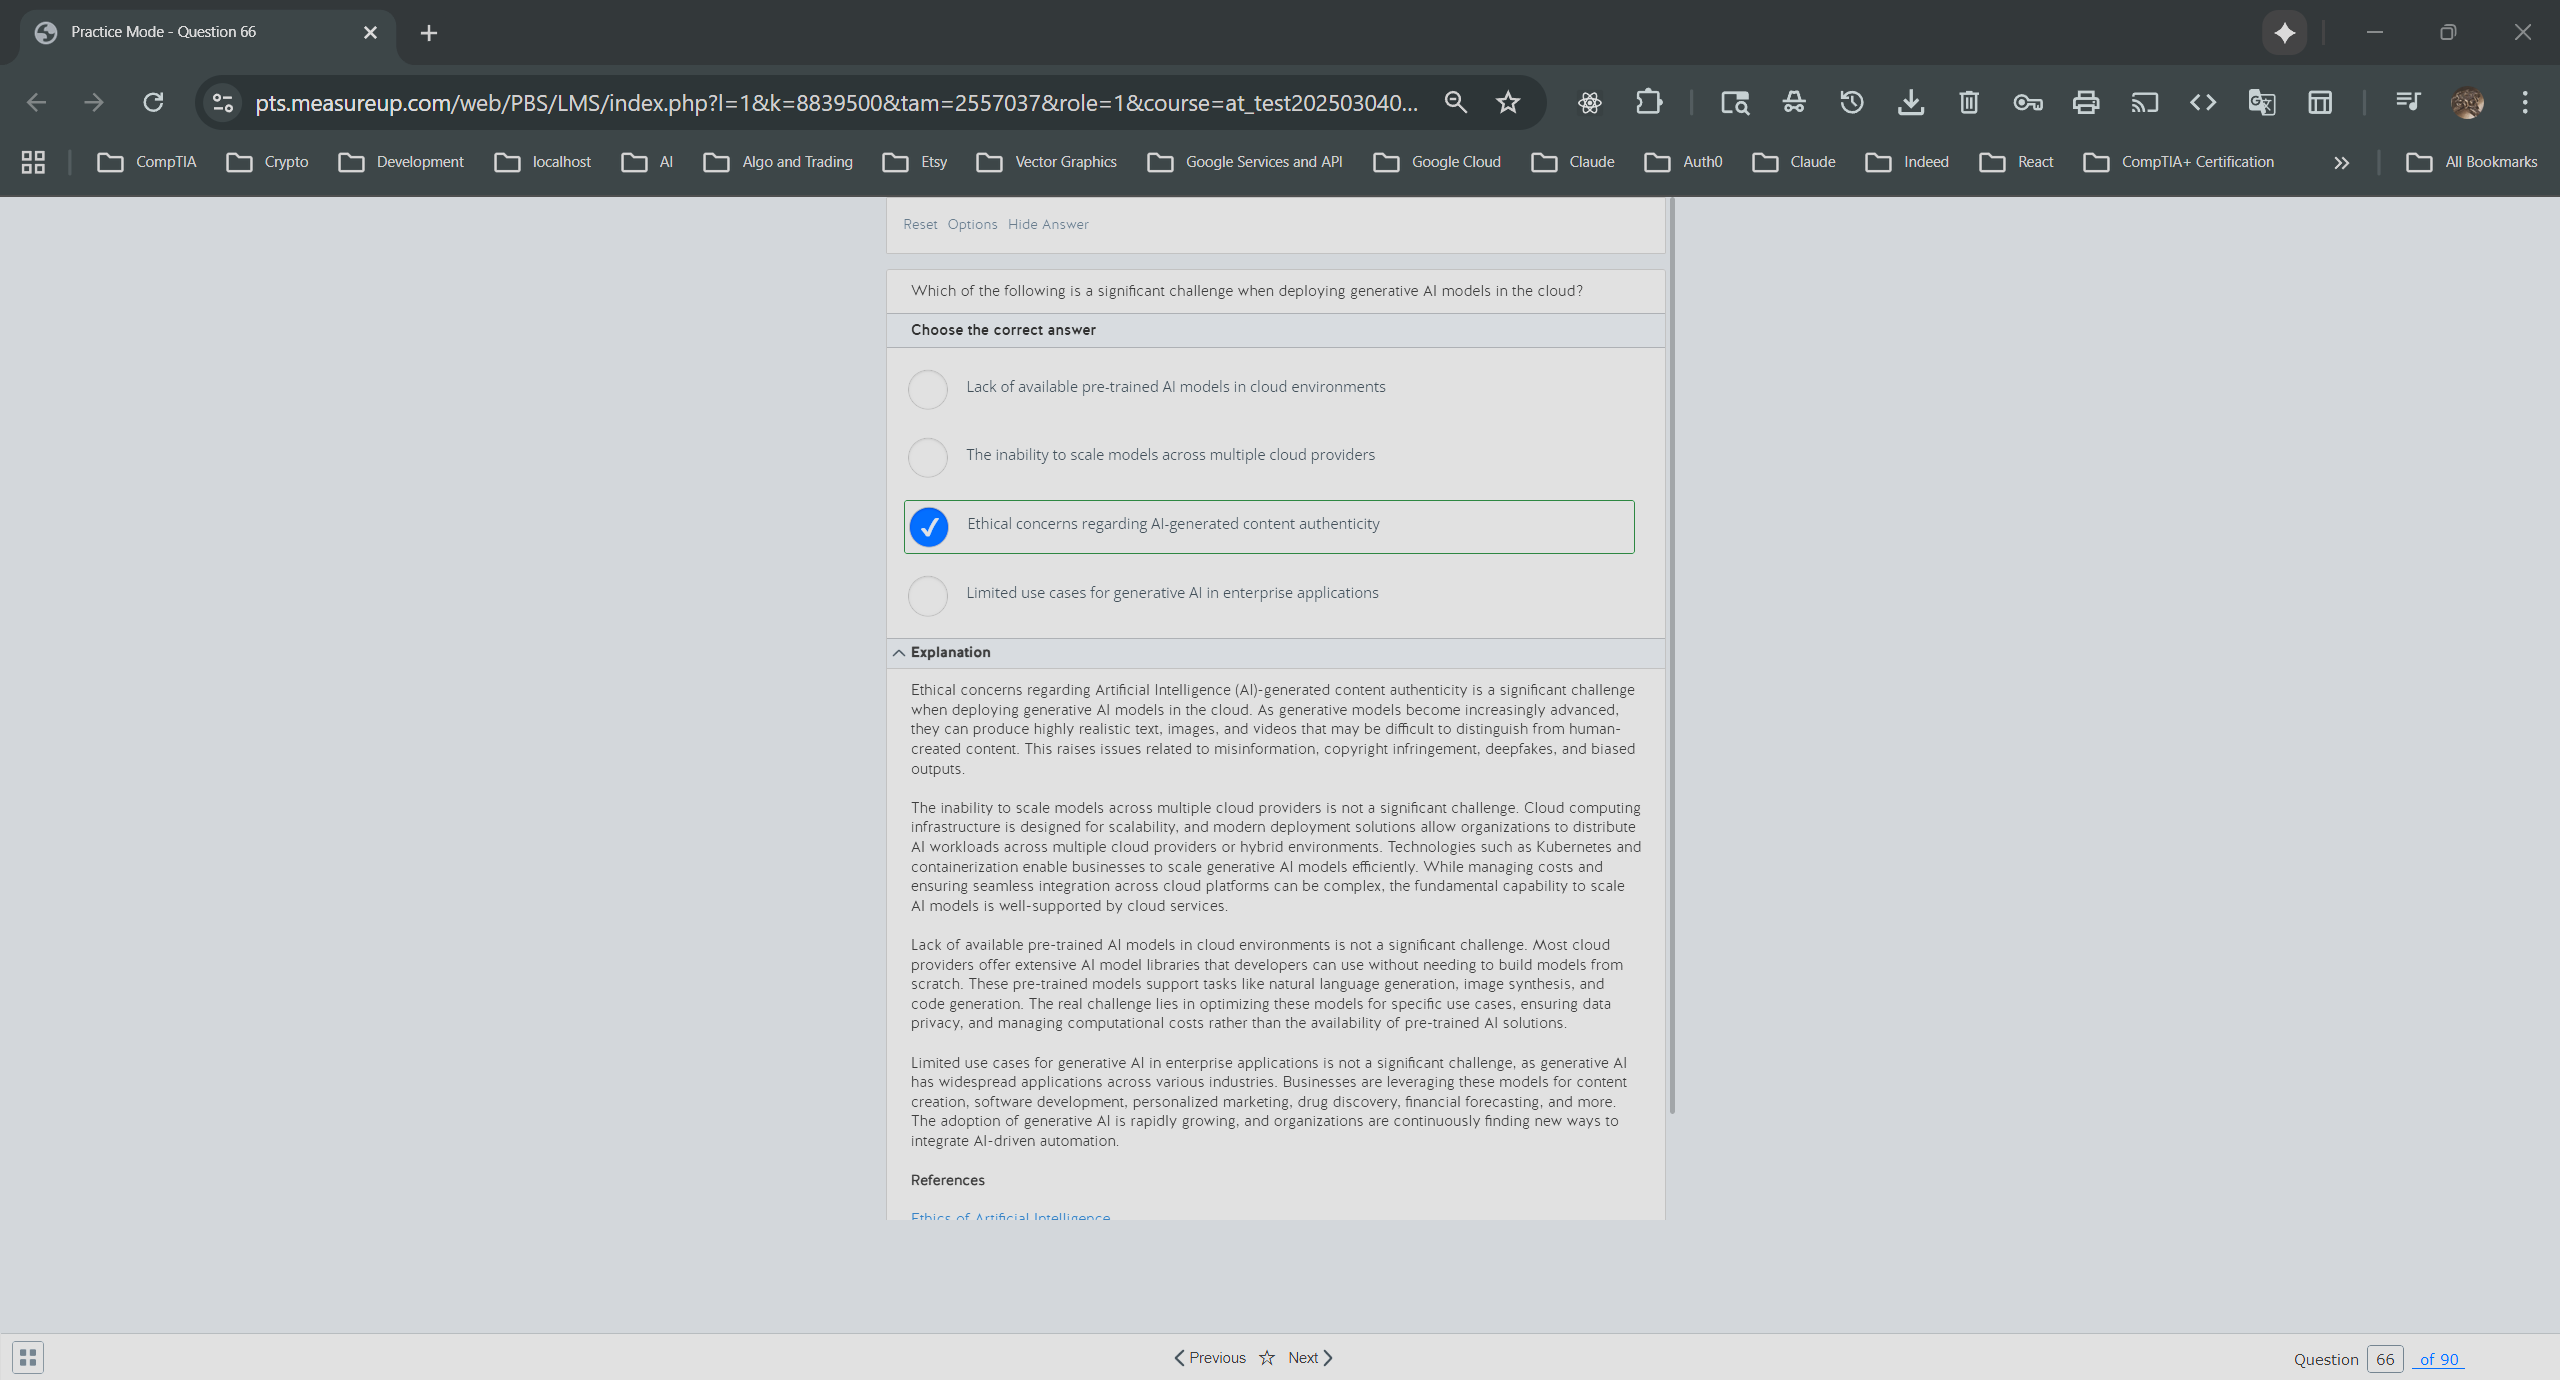 Practice Mode - Question 66
pts.measureup.com/web/PBS/LMS/index.php?l=1&k=8839500&tam=2557037&role=1&course=at_test202503040...
CompTIA Crypto Development localhost AI Algo and Trading Etsy Vector Graphics Google Services and API Google Cloud Claude Auth0 Claude Indeed React CompTIA+ Certification All Bookmarks
Reset Options Hide Answer
Which of the following is a significant challenge when deploying generative AI models in the cloud?
Choose the correct answer
Lack of available pre-trained AI models in cloud environments
The inability to scale models across multiple cloud providers
Ethical concerns regarding AI-generated content authenticity
Limited use cases for generative AI in enterprise applications
Explanation
Ethical concerns regarding Artificial Intelligence (AI)-generated content authenticity is a significant challenge
when deploying generative AI models in the cloud. As generative models become increasingly advanced,
they can produce highly realistic text, images, and videos that may be difficult to distinguish from human-
created content. This raises issues related to misinformation, copyright infringement, deepfakes, and biased
outputs.
The inability to scale models across multiple cloud providers is not a significant challenge. Cloud computing
infrastructure is designed for scalability, and modern deployment solutions allow organizations to distribute
AI workloads across multiple cloud providers or hybrid environments. Technologies such as Kubernetes and
containerization enable businesses to scale generative AI models efficiently. While managing costs and
ensuring seamless integration across cloud platforms can be complex, the fundamental capability to scale
AI models is well-supported by cloud services.
Lack of available pre-trained AI models in cloud environments is not a significant challenge. Most cloud
providers offer extensive AI model libraries that developers can use without needing to build models from
scratch. These pre-trained models support tasks like natural language generation, image synthesis, and
code generation. The real challenge lies in optimizing these models for specific use cases, ensuring data
privacy, and managing computational costs rather than the availability of pre-trained AI solutions.
Limited use cases for generative AI in enterprise applications is not a significant challenge, as generative AI
has widespread applications across various industries. Businesses are leveraging these models for content
creation, software development, personalized marketing, drug discovery, financial forecasting, and more.
The adoption of generative AI is rapidly growing, and organizations are continuously finding new ways to
integrate AI-driven automation.
References
Ethics of Artificial Intelligence
Previous Next
Question 66 of 90